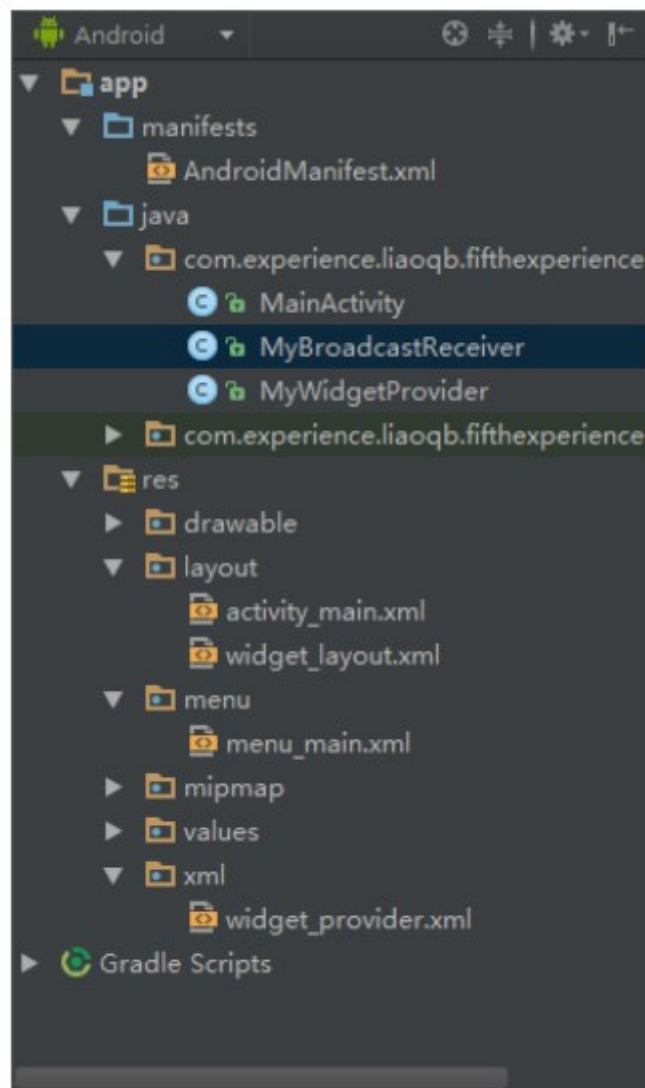 Android
app
manifests
AndroidManifest.xml
java
com.experience.liaoqb.fifthexperience
MainActivity
MyBroadcastReceiver
MyWidgetProvider
com.experience.liaoqb.fifthexperience
res
drawable
layout
activity_main.xml
widget_layout.xml
menu
menu_main.xml
mipmap
values
xml
widget_provider.xml
Gradle Scripts